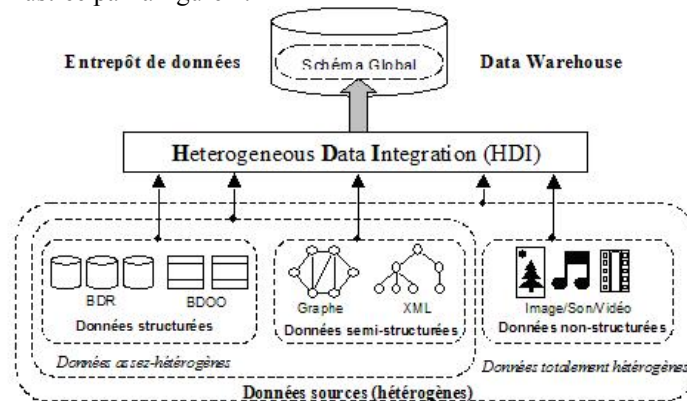 Entrepôt de données Schéma Global Data Warehouse
Heterogeneous Data Integration (HDI)
BDR BDOO Graphe XML Image/Son/Vidéo
Données structurées Données semi-structurées Données non-structurées
Données assez-hétérogènes Données totalement hétérogènes
Données sources (hétérogènes)